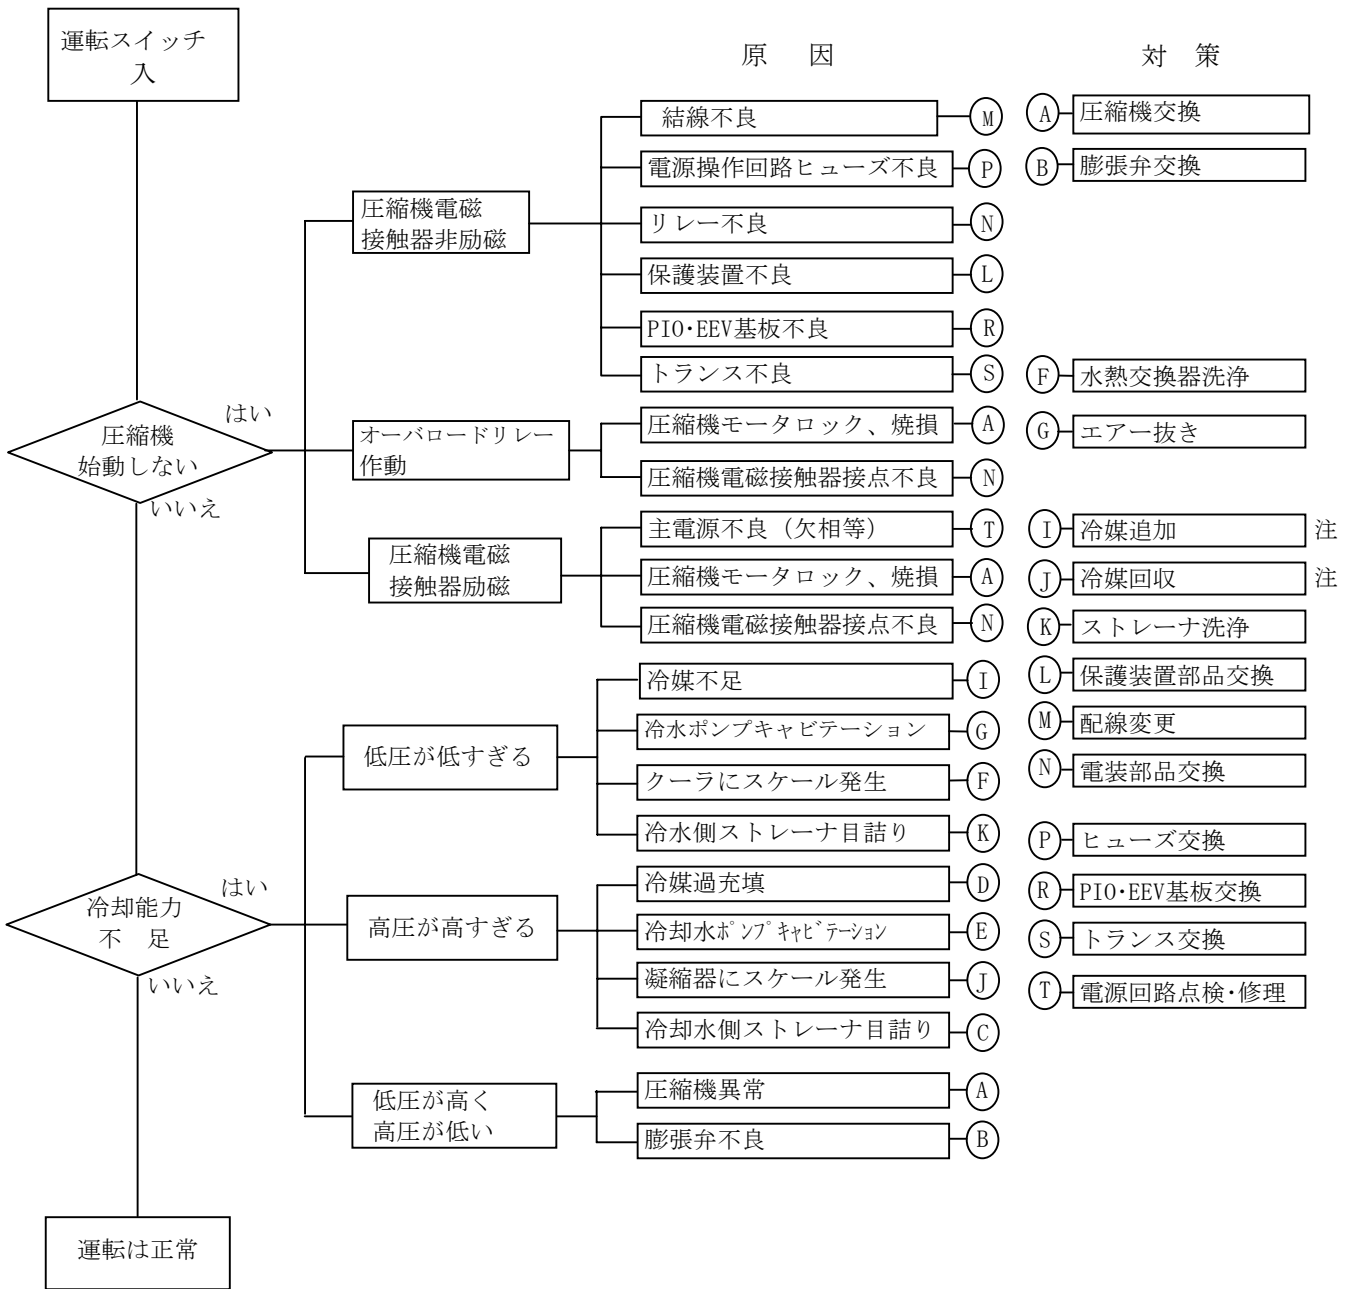 運転スイッチ
入
原 因
対 策
結線不良 M
電源操作回路ヒューズ不良 P
圧縮機電磁
接触器非励磁
リレー不良 N
保護装置不良 L
PIO･EEV基板不良 R
トランス不良 S
はい
圧縮機
始動しない
いいえ
オーバロードリレー
作動
圧縮機モータロック、焼損 A
圧縮機電磁接触器接点不良 N
圧縮機電磁
接触器励磁
主電源不良（欠相等） T
圧縮機モータロック、焼損 A
圧縮機電磁接触器接点不良 N
低圧が低すぎる
冷媒不足 I
冷水ポンプキャビテーション G
クーラにスケール発生 F
冷水側ストレーナ目詰り K
はい
冷却能力
不 足
いいえ
高圧が高すぎる
冷媒過充填 D
冷却水ﾎﾟﾝﾌﾟｷｬﾋﾞﾃｰｼｮﾝ E
凝縮器にスケール発生 J
冷却水側ストレーナ目詰り C
低圧が高く
高圧が低い
圧縮機異常 A
膨張弁不良 B
運転は正常
A 圧縮機交換
B 膨張弁交換
F 水熱交換器洗浄
G エアー抜き
I 冷媒追加 注
J 冷媒回収 注
K ストレーナ洗浄
L 保護装置部品交換
M 配線変更
N 電装部品交換
P ヒューズ交換
R PIO･EEV基板交換
S トランス交換
T 電源回路点検･修理